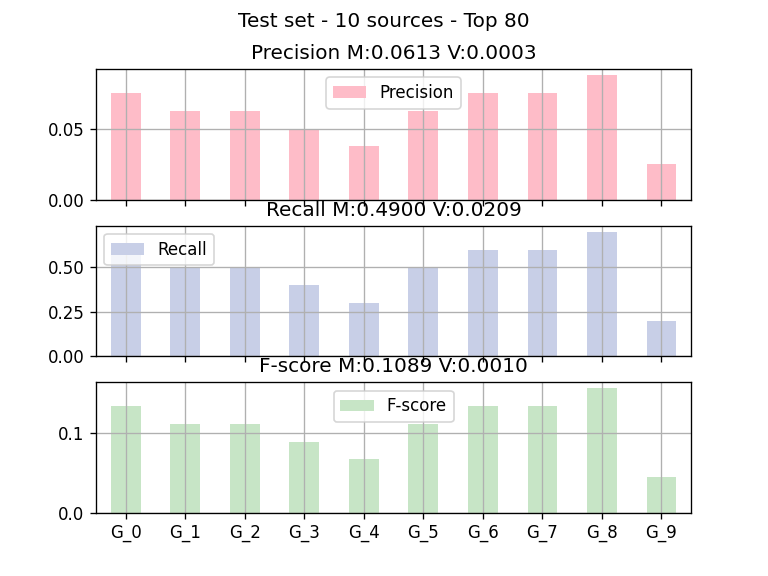 Test set - 10 sources - Top 80
Precision M:0.0613 V:0.0003
Precision
0.05
0.00
Recall M:0.4900 V:0.0209
Recall
0.50
0.25
0.00
F-score M:0.1089 V:0.0010
F-score
0.1
0.0
G_0 G_1 G_2 G_3 G_4 G_5 G_6 G_7 G_8 G_9